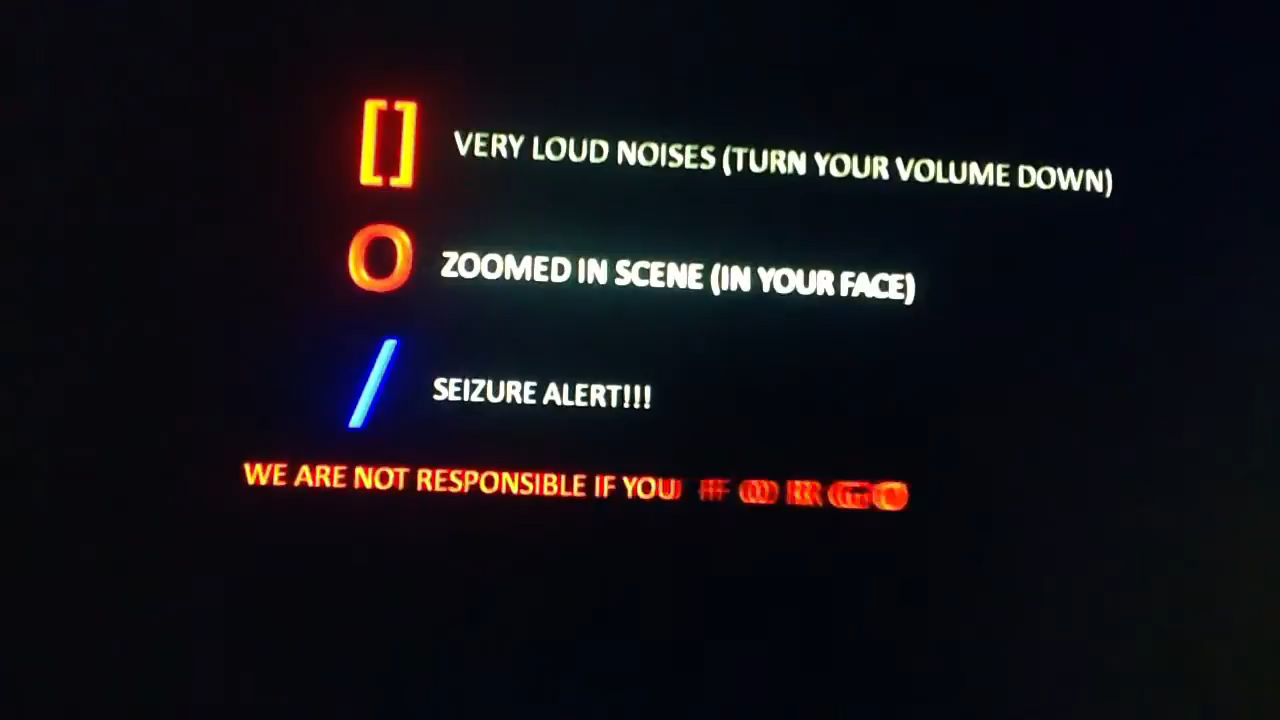 [ ] VERY LOUD NOISES (TURN YOUR VOLUME DOWN)
O ZOOMED IN SCENE (IN YOUR FACE)
/ SEIZURE ALERT!!!
WE ARE NOT RESPONSIBLE IF YOU